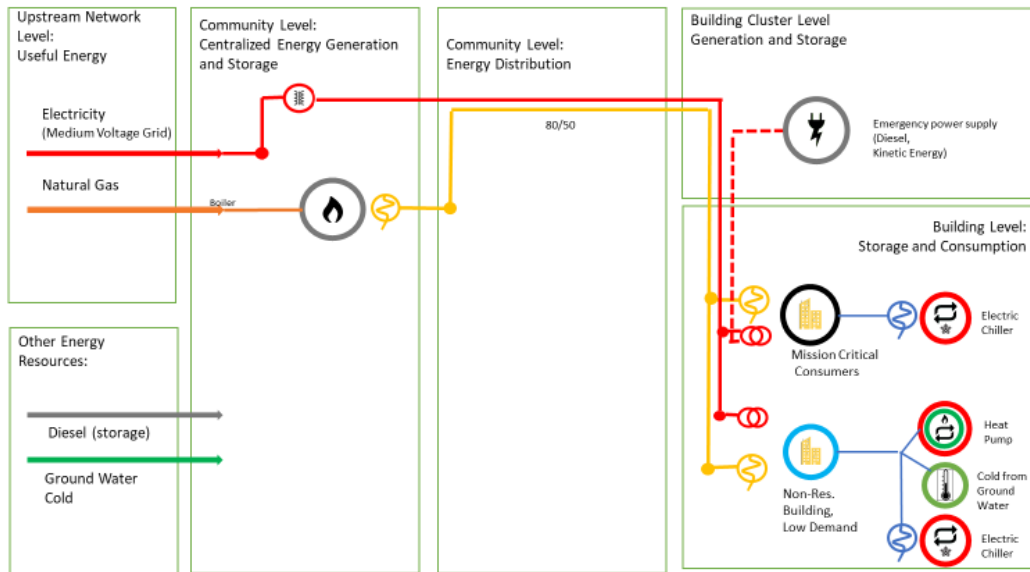 Upstream Network
Level:
Useful Energy
Electricity
(Medium Voltage Grid)
Natural Gas
Other Energy
Resources:
Diesel (storage)
Ground Water
Cold
Community Level:
Centralized Energy Generation
and Storage
Boiler
Community Level:
Energy Distribution
80/50
Building Cluster Level
Generation and Storage
Emergency power supply
(Diesel,
Kinetic Energy)
Building Level:
Storage and Consumption
Mission Critical
Consumers
Electric
Chiller
Non-Res.
Building,
Low Demand
Heat
Pump
Cold from
Ground
Water
Electric
Chiller